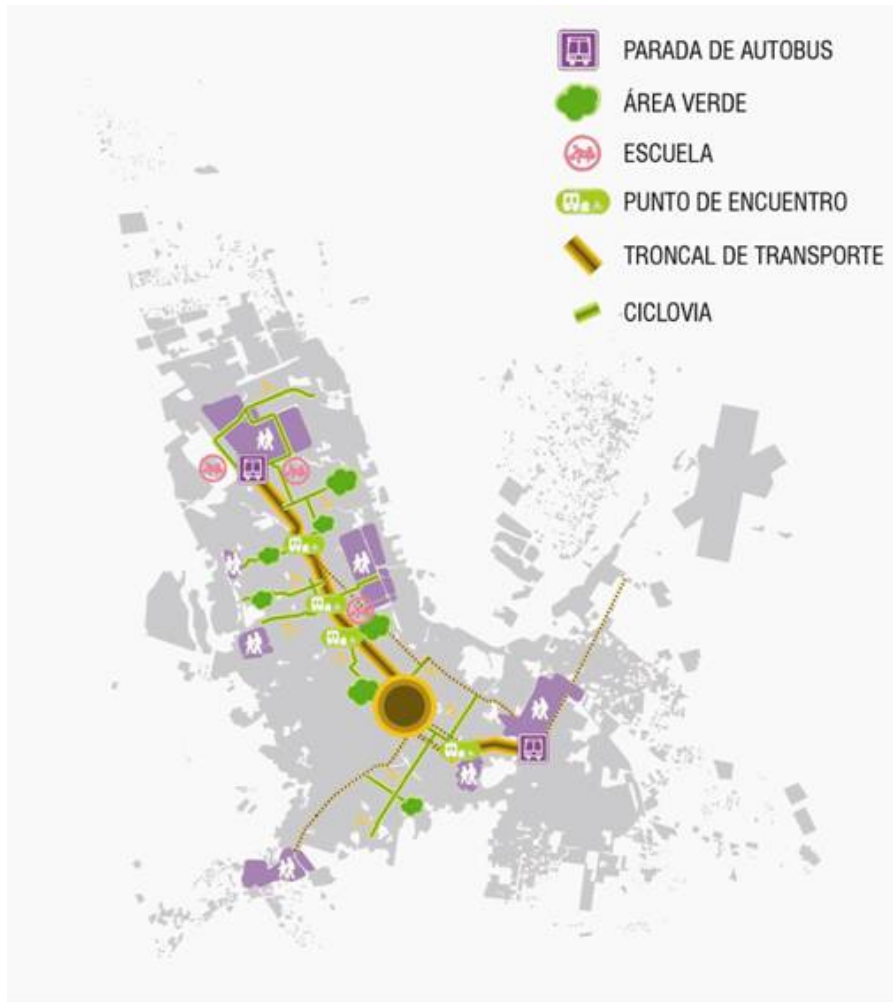 PARADA DE AUTOBUS
ÁREA VERDE
ESCUELA
PUNTO DE ENCUENTRO
TRONCAL DE TRANSPORTE
CICLOVIA